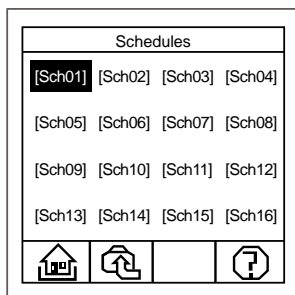 Schedules
[Sch01] [Sch02] [Sch03] [Sch04]
[Sch05] [Sch06] [Sch07] [Sch08]
[Sch09] [Sch10] [Sch11] [Sch12]
[Sch13] [Sch14] [Sch15] [Sch16]
?